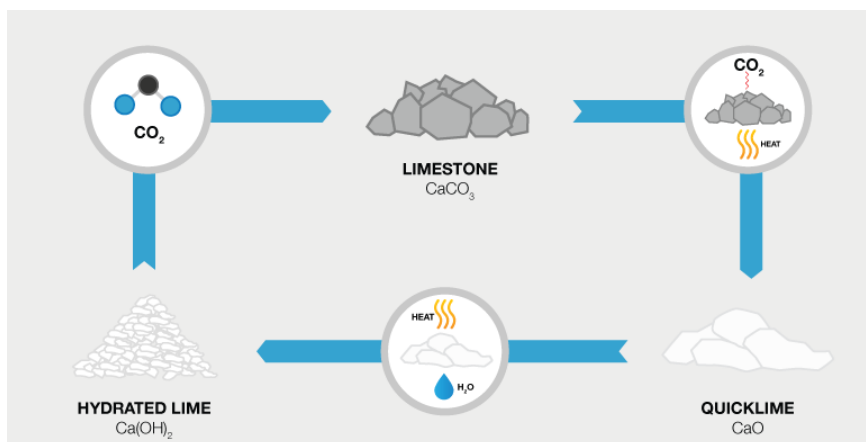 CO₂
LIMESTONE
CaCO₃
CO₂
HEAT
HYDRATED LIME
Ca(OH)₂
HEAT
H₂O
QUICKLIME
CaO